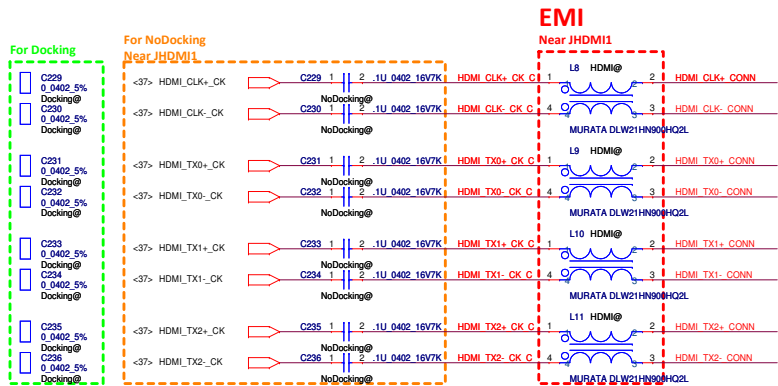 EMI
For Docking
For NoDocking
Near JHDMI1
Near JHDMI1
C229
0_0402_5%
Docking@
<37> HDMI_CLK+_CK
C229 1 2 .1U_0402_16V7K HDMI_CLK+_CK_C
NoDocking@
L8 HDMI@
1 2 HDMI_CLK+_CONN
C230
0_0402_5%
Docking@
<37> HDMI_CLK-_CK
C230 1 2 .1U_0402_16V7K HDMI_CLK-_CK_C
NoDocking@
4 3 HDMI_CLK-_CONN
MURATA DLW21HN900HQ2L
C231
0_0402_5%
Docking@
<37> HDMI_TX0+_CK
C231 1 2 .1U_0402_16V7K HDMI_TX0+_CK_C
NoDocking@
L9 HDMI@
1 2 HDMI_TX0+_CONN
C232
0_0402_5%
Docking@
<37> HDMI_TX0-_CK
C232 1 2 .1U_0402_16V7K HDMI_TX0-_CK_C
NoDocking@
4 3 HDMI_TX0-_CONN
MURATA DLW21HN900HQ2L
C233
0_0402_5%
Docking@
<37> HDMI_TX1+_CK
C233 1 2 .1U_0402_16V7K HDMI_TX1+_CK_C
NoDocking@
L10 HDMI@
1 2 HDMI_TX1+_CONN
C234
0_0402_5%
Docking@
<37> HDMI_TX1-_CK
C234 1 2 .1U_0402_16V7K HDMI_TX1-_CK_C
NoDocking@
4 3 HDMI_TX1-_CONN
MURATA DLW21HN900HQ2L
C235
0_0402_5%
Docking@
<37> HDMI_TX2+_CK
C235 1 2 .1U_0402_16V7K HDMI_TX2+_CK_C
NoDocking@
L11 HDMI@
1 2 HDMI_TX2+_CONN
C236
0_0402_5%
Docking@
<37> HDMI_TX2-_CK
C236 1 2 .1U_0402_16V7K HDMI_TX2-_CK_C
NoDocking@
4 3 HDMI_TX2-_CONN
MURATA DLW21HN900HQ2L